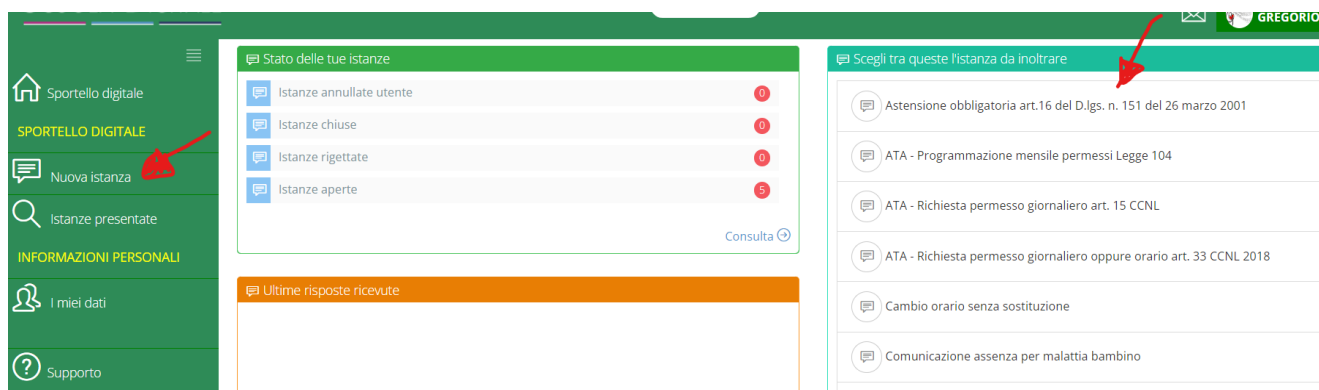 GREGORIO
Sportello digitale
SPORTELLO DIGITALE
Nuova istanza
Istanze presentate
INFORMAZIONI PERSONALI
I miei dati
Supporto
Stato delle tue istanze
Istanze annullate utente 0
Istanze chiuse 0
Istanze rigettate 0
Istanze aperte 5
Consulta
Ultime risposte ricevute
Scegli tra queste l'istanza da inoltrare
Astensione obbligatoria art.16 del D.lgs. n. 151 del 26 marzo 2001
ATA - Programmazione mensile permessi Legge 104
ATA - Richiesta permesso giornaliero art. 15 CCNL
ATA - Richiesta permesso giornaliero oppure orario art. 33 CCNL 2018
Cambio orario senza sostituzione
Comunicazione assenza per malattia bambino